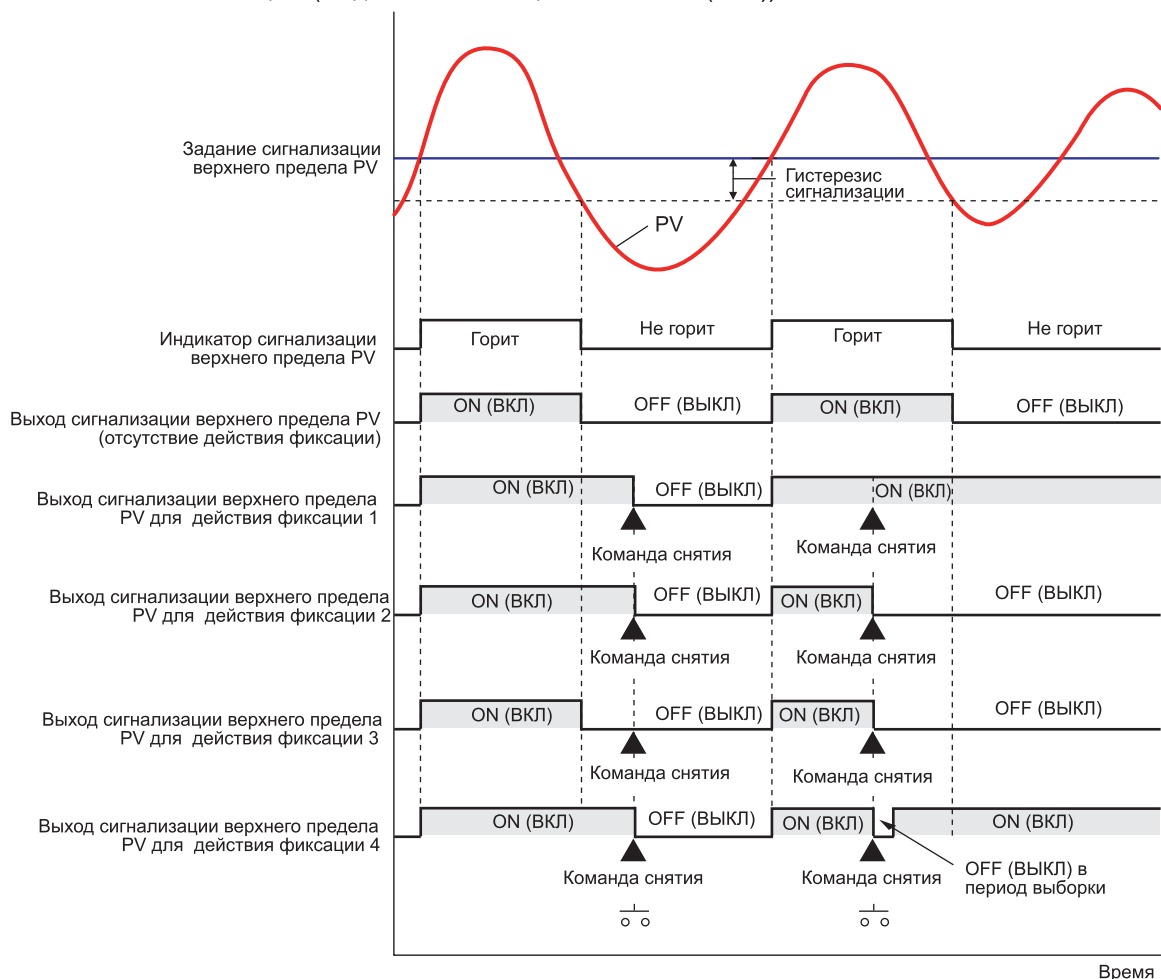 Задание сигнализации
верхнего предела PV
Гистерезис
сигнализации
PV
Индикатор сигнализации
верхнего предела PV
Горит
Не горит
Горит
Не горит
Выход сигнализации верхнего предела PV
(отсутствие действия фиксации)
ON (ВКЛ)
OFF (ВЫКЛ)
ON (ВКЛ)
OFF (ВЫКЛ)
Выход сигнализации верхнего предела
PV для действия фиксации 1
ON (ВКЛ)
OFF (ВЫКЛ)
ON (ВКЛ)
Команда снятия
Команда снятия
Выход сигнализации верхнего предела
PV для действия фиксации 2
ON (ВКЛ)
OFF (ВЫКЛ)
ON (ВКЛ)
OFF (ВЫКЛ)
Команда снятия
Команда снятия
Выход сигнализации верхнего предела
PV для действия фиксации 3
ON (ВКЛ)
OFF (ВЫКЛ)
ON (ВКЛ)
OFF (ВЫКЛ)
Команда снятия
Команда снятия
Выход сигнализации верхнего предела
PV для действия фиксации 4
ON (ВКЛ)
OFF (ВЫКЛ)
ON (ВКЛ)
ON (ВКЛ)
Команда снятия
Команда снятия
OFF (ВЫКЛ) в
период выборки
Время